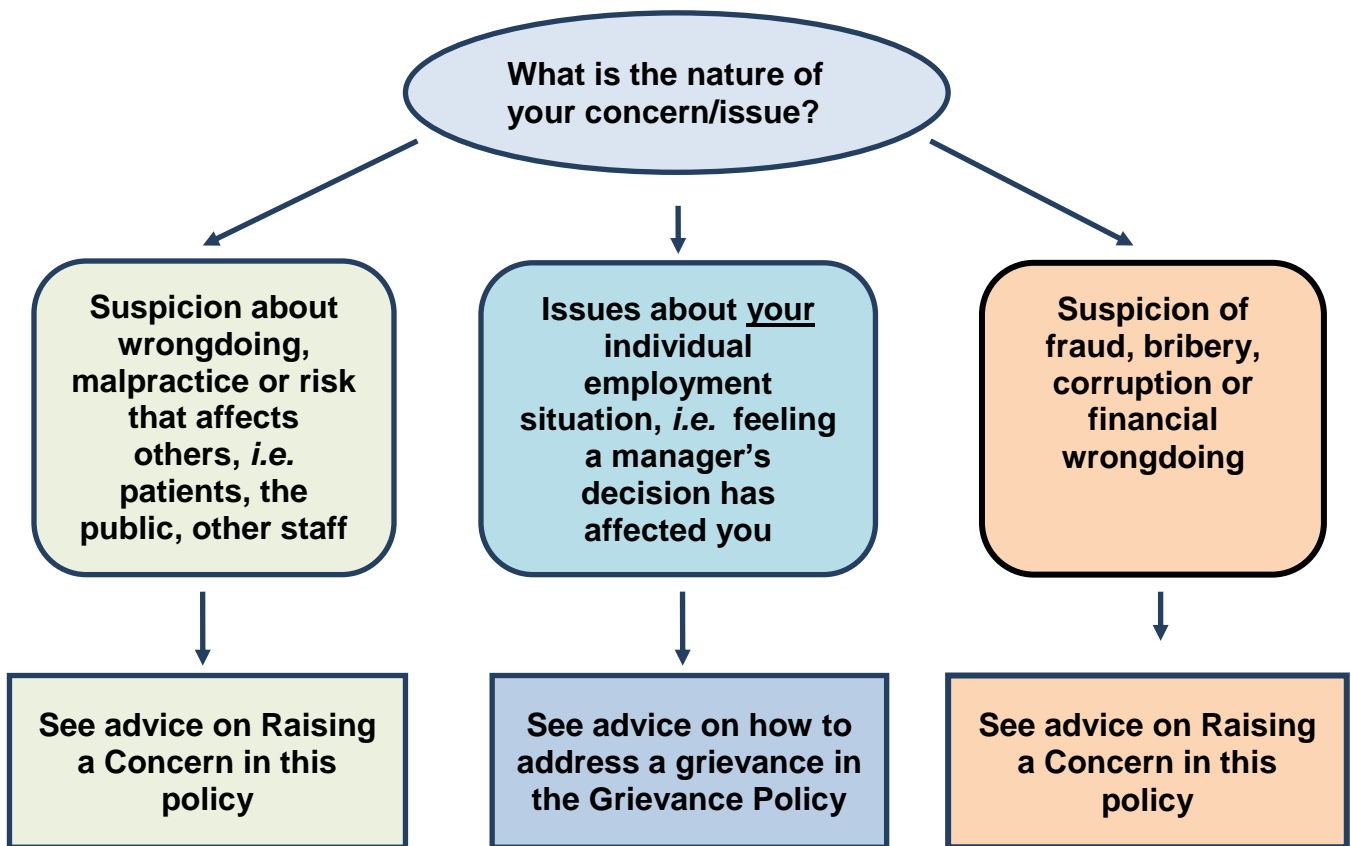 What is the nature of
your concern/issue?
Suspicion about
wrongdoing,
malpractice or risk
that affects
others, i.e.
patients, the
public, other staff
Issues about your
individual
employment
situation, i.e. feeling
a manager’s
decision has
affected you
Suspicion of
fraud, bribery,
corruption or
financial
wrongdoing
See advice on Raising
a Concern in this
policy
See advice on how to
address a grievance in
the Grievance Policy
See advice on Raising
a Concern in this
policy